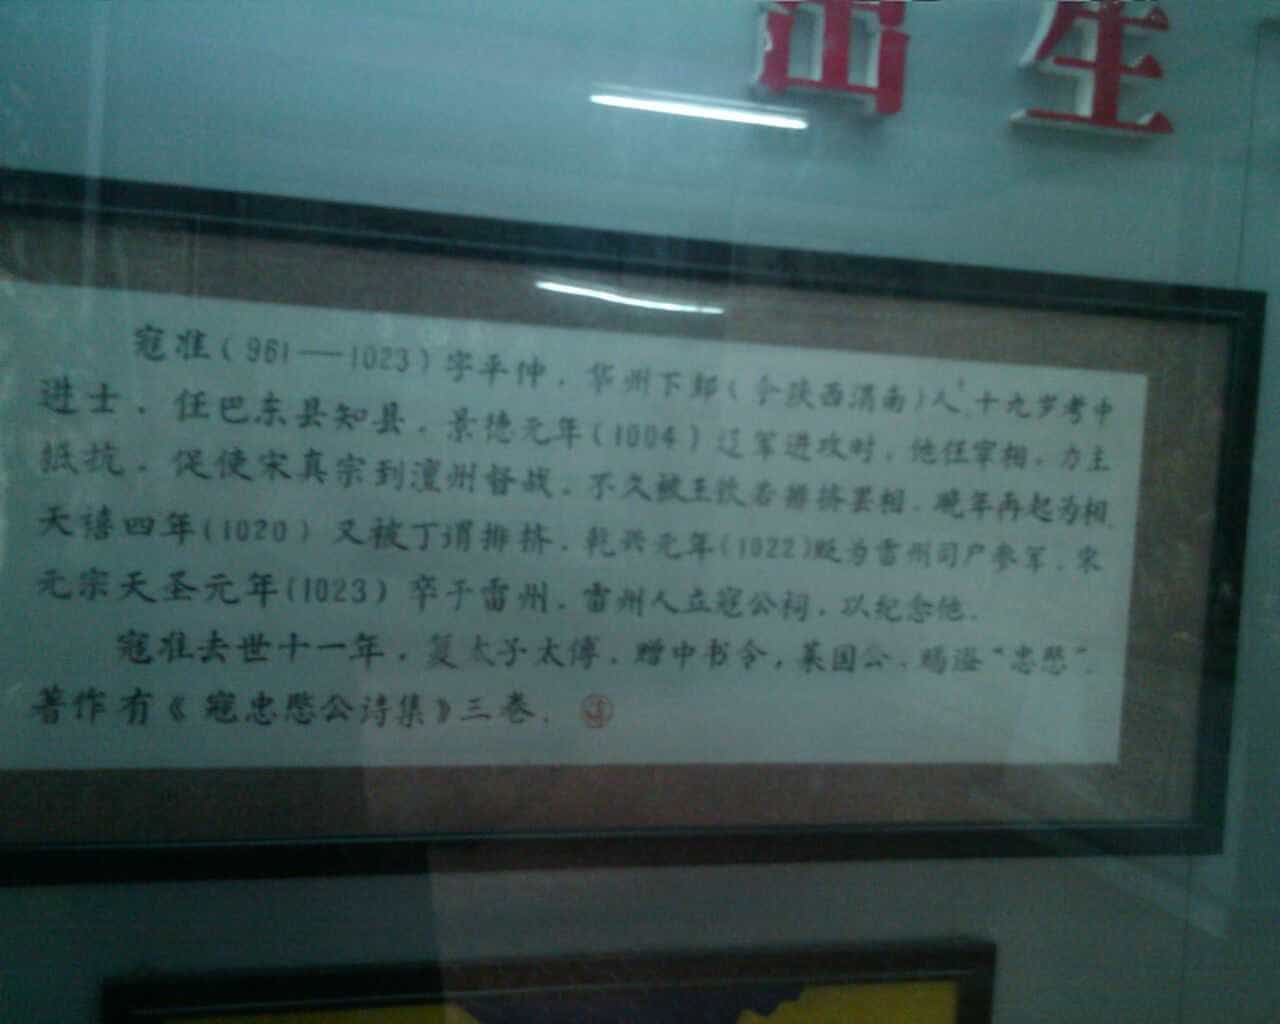 出生
寇准(961——1023)字平仲，华州下邽(今陕西渭南)人，十九岁考中
进士，任巴东县知县，景德元年(1004)辽军进攻时，他任宰相，力主
抵抗，促使宋真宗到澶州督战，不久被王钦若排挤罢相，晚年再起为相，
天禧四年(1020)又被丁谓排挤，乾兴元年(1022)贬为雷州司户参军，宋
元宗天圣元年(1023)卒于雷州，雷州人立寇公祠，以纪念他。
寇准去世十一年，复太子太傅，赠中书令，莱国公，赐谥“忠愍”，
著作有《寇忠愍公诗集》三卷。